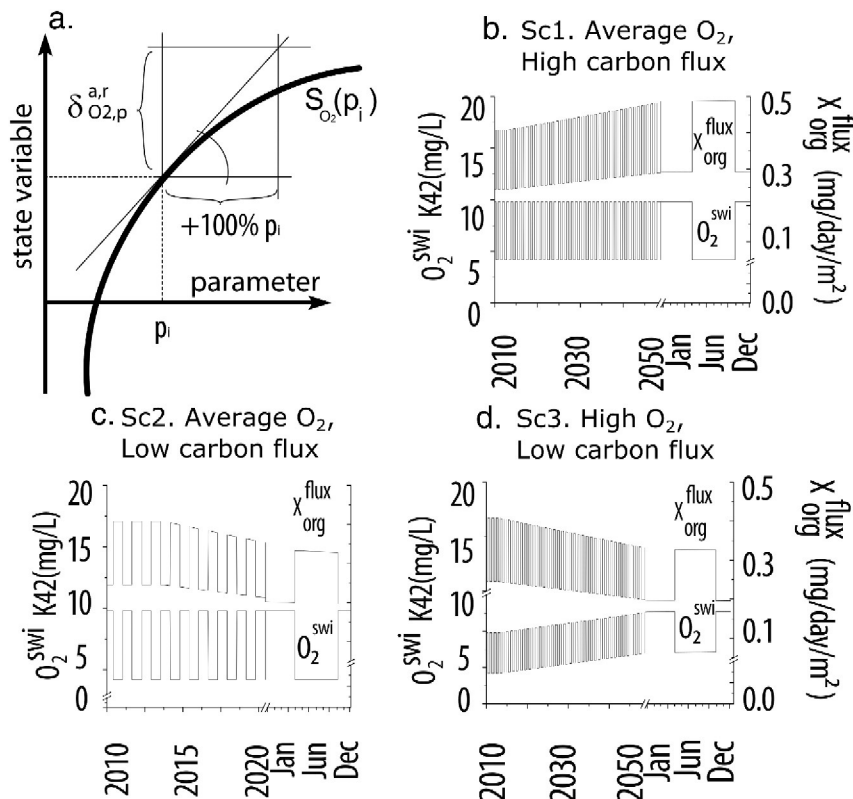 a.
state variable
δ a,r O2,p
S O₂ (pᵢ)
+100% pᵢ
parameter
pᵢ
b. Sc1. Average O₂,
High carbon flux
O₂ swi K42(mg/L)
20
15
10
5
0
X flux org
O₂ swi
0.5
0.3
0.2
0.1
0.0
X flux org (mg/day/m²)
2010
2030
2050
Jan
Jun
Dec
c. Sc2. Average O₂,
Low carbon flux
O₂ swi K42(mg/L)
20
15
10
5
0
X flux org
O₂ swi
2010
2015
2020
Jan
Jun
Dec
d. Sc3. High O₂,
Low carbon flux
O₂ swi K42(mg/L)
20
15
10
5
0
X flux org
O₂ swi
0.5
0.3
0.2
0.1
0.0
X flux org (mg/day/m²)
2010
2030
2050
Jan
Jun
Dec